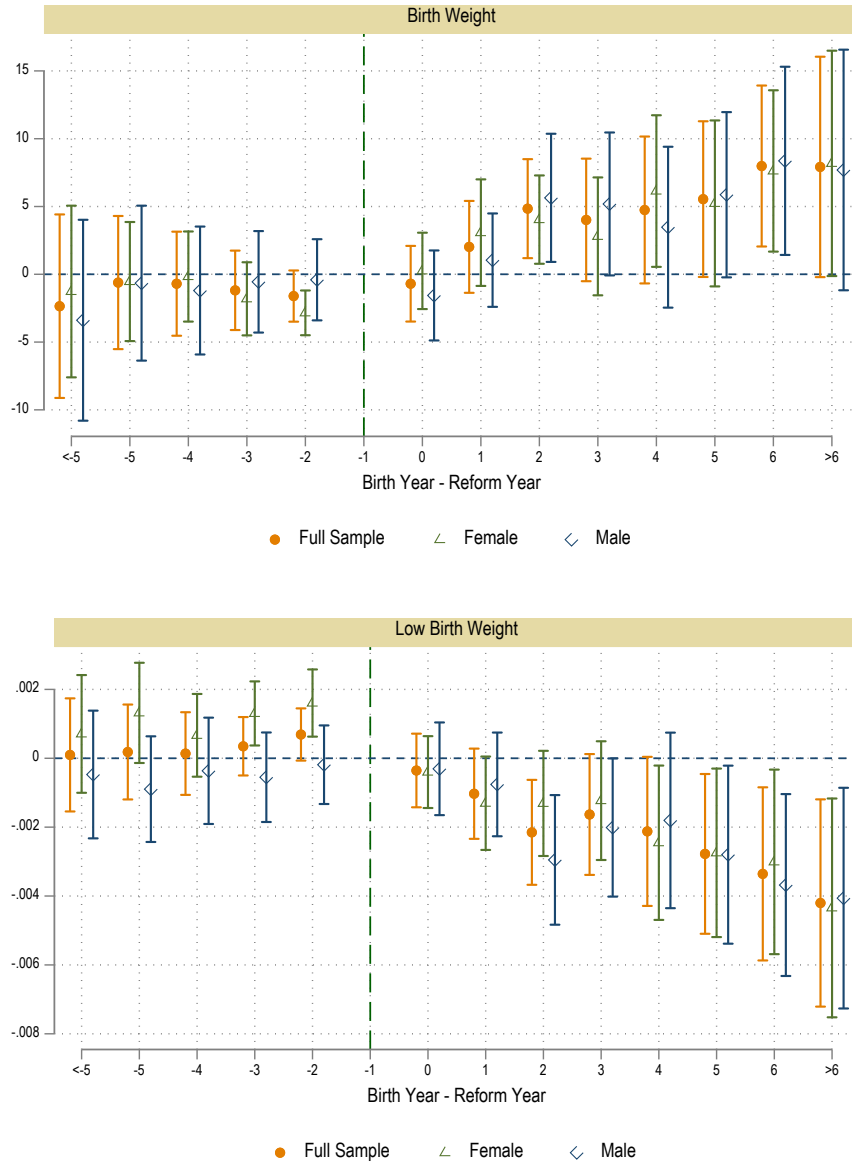 Birth Weight
15
10
5
0
-5
-10
<-5 -5 -4 -3 -2 -1 0 1 2 3 4 5 6 >6
Birth Year - Reform Year
Full Sample Female Male
Low Birth Weight
.002
0
-.002
-.004
-.006
-.008
<-5 -5 -4 -3 -2 -1 0 1 2 3 4 5 6 >6
Birth Year - Reform Year
Full Sample Female Male